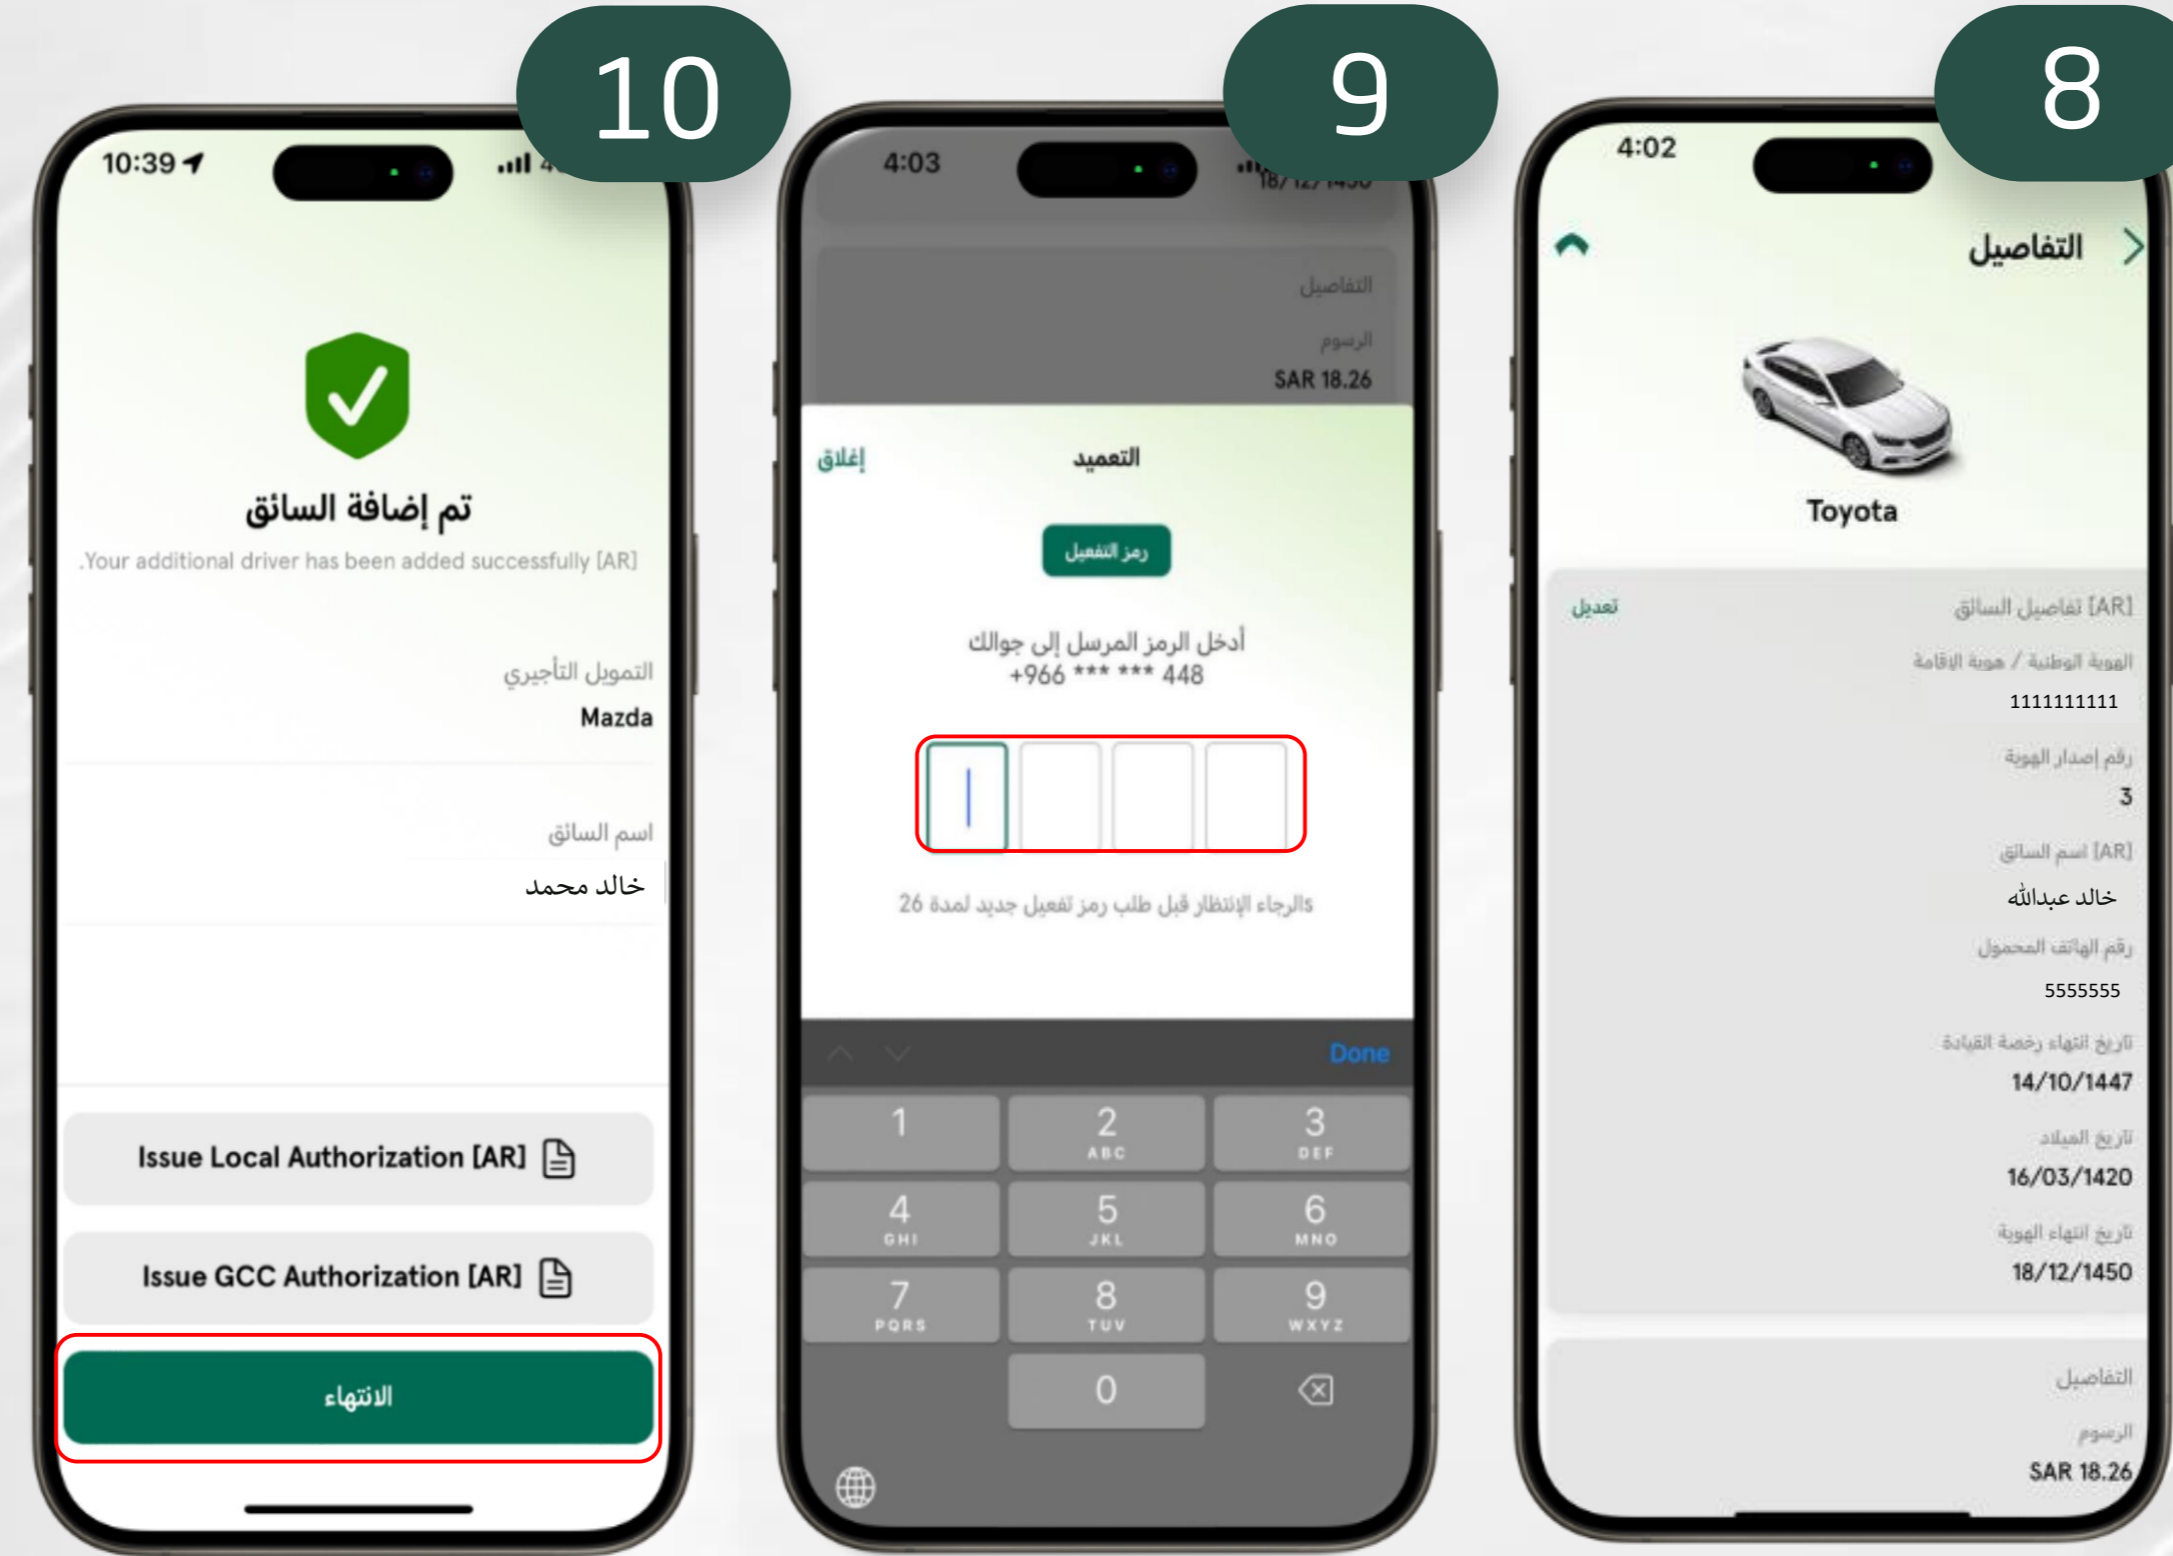 8
4:02
التفاصيل
Toyota
[AR] تفاصيل السائق
تعديل
الهوية الوطنية / هوية الإقامة
1111111111
رقم إصدار الهوية
3
[AR] اسم السائق
خالد عبدالله
رقم الهاتف المحمول
5555555
تاريخ انتهاء رخصة القيادة
14/10/1447
تاريخ الميلاد
16/03/1420
تاريخ انتهاء الهوية
18/12/1450
التفاصيل
الرسوم
SAR 18.26
9
4:03
18/12/1450
التفاصيل
الرسوم
SAR 18.26
التعميد
إغلاق
رمز التفعيل
أدخل الرمز المرسل إلى جوالك
+966 *** *** 448
الرجاء الإنتظار قبل طلب رمز تفعيل جديد لمدة 26s
Done
1
2 ABC
3 DEF
4 GHI
5 JKL
6 MNO
7 PQRS
8 TUV
9 WXYZ
0
10
10:39
تم إضافة السائق
.Your additional driver has been added successfully [AR]
التمويل التأجيري
Mazda
اسم السائق
خالد محمد
Issue Local Authorization [AR]
Issue GCC Authorization [AR]
الانتهاء